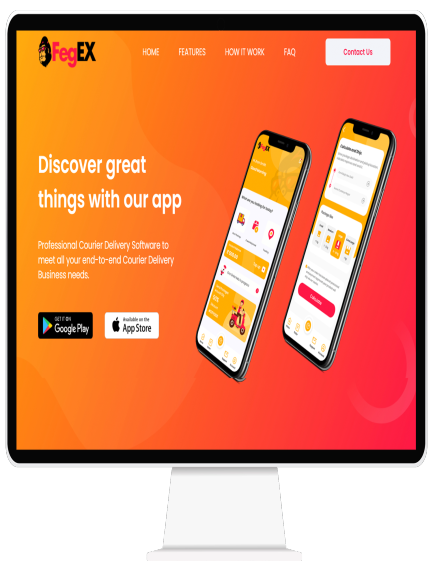 FegEX
HOME
FEATURES
HOW IT WORK
FAQ
Contact Us
Discover great
things with our app
Professional Courier Delivery Software to
meet all your end-to-end Courier Delivery
Business needs.
GET IT ON
Google Play
Available on the
App Store
FegEX